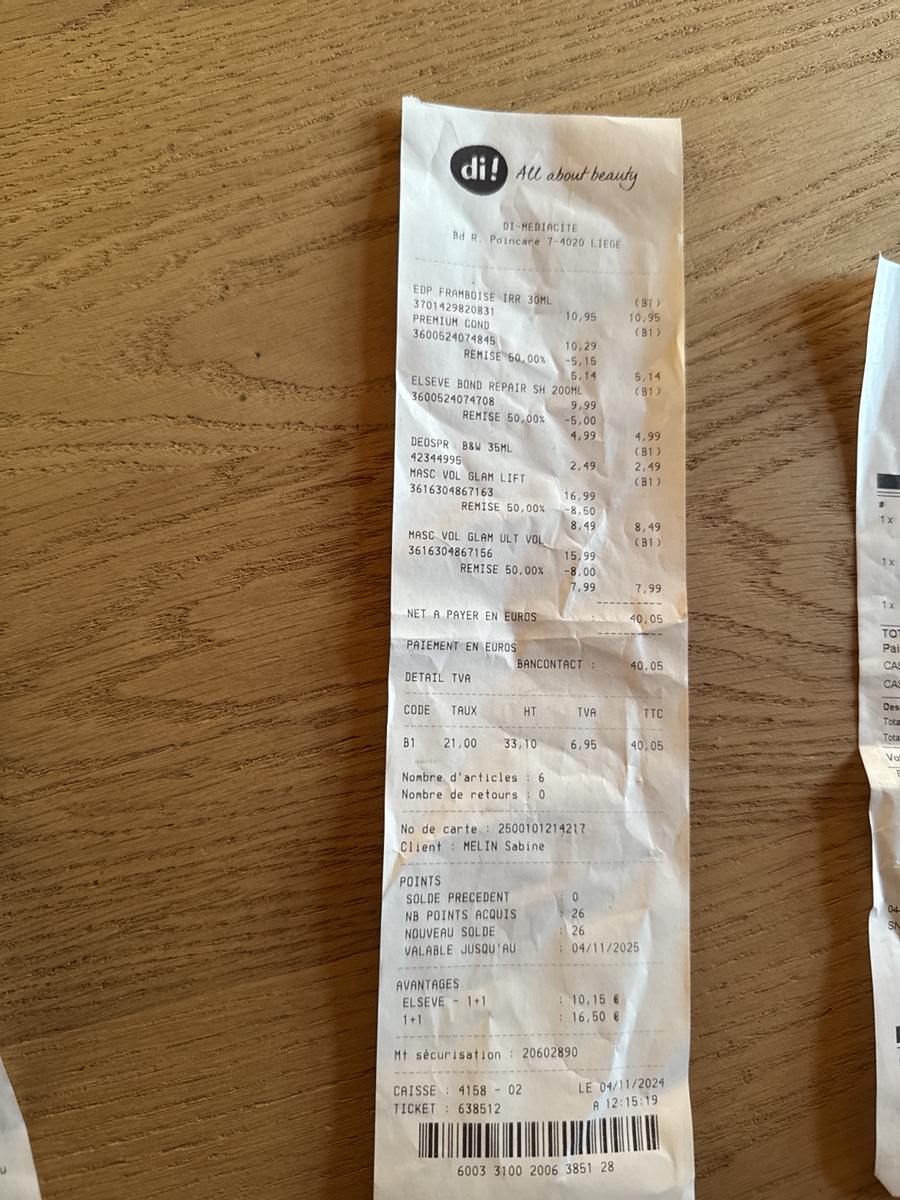 di! All about beauty
DI-MEDIACITE
Bd R. Poincare 7-4020 LIEGE
EDP FRAMBOISE IRR 30ML (B1)
3701429820831 10,95 10,95
PREMIUM COND (B1)
3600524074845 10,29
REMISE 50,00% -5,15
5,14 5,14
ELSEVE BOND REPAIR SH 200ML (B1)
3600524074708 9,99
REMISE 50,00% -5,00
4,99 4,99
DEOSPR B&W 35ML (B1)
42344995 2,49 2,49
MASC VOL GLAM LIFT (B1)
3616304867163 16,99
REMISE 50,00% -8,50
8,49 8,49
MASC VOL GLAM ULT VOL (B1)
3616304867156 15,99
REMISE 50,00% -8,00
7,99 7,99
NET A PAYER EN EUROS : 40,05
PAIEMENT EN EUROS
BANCONTACT : 40,05
DETAIL TVA
CODE TAUX HT TVA TTC
B1 21,00 33,10 6,95 40,05
Nombre d'articles : 6
Nombre de retours : 0
No de carte : 2500101214217
Client : MELIN Sabine
POINTS
SOLDE PRECEDENT : 0
NB POINTS ACQUIS : 26
NOUVEAU SOLDE : 26
VALABLE JUSQU'AU : 04/11/2025
AVANTAGES
ELSEVE - 1+1 : 10,15 €
1+1 : 16,50 €
Mt sécurisation : 20602890
CAISSE : 4158 - 02 LE 04/11/2024
TICKET : 638512 A 12:15:19
6003 3100 2006 3851 28
#
1 x
1 x
1 x
CAS
CAS